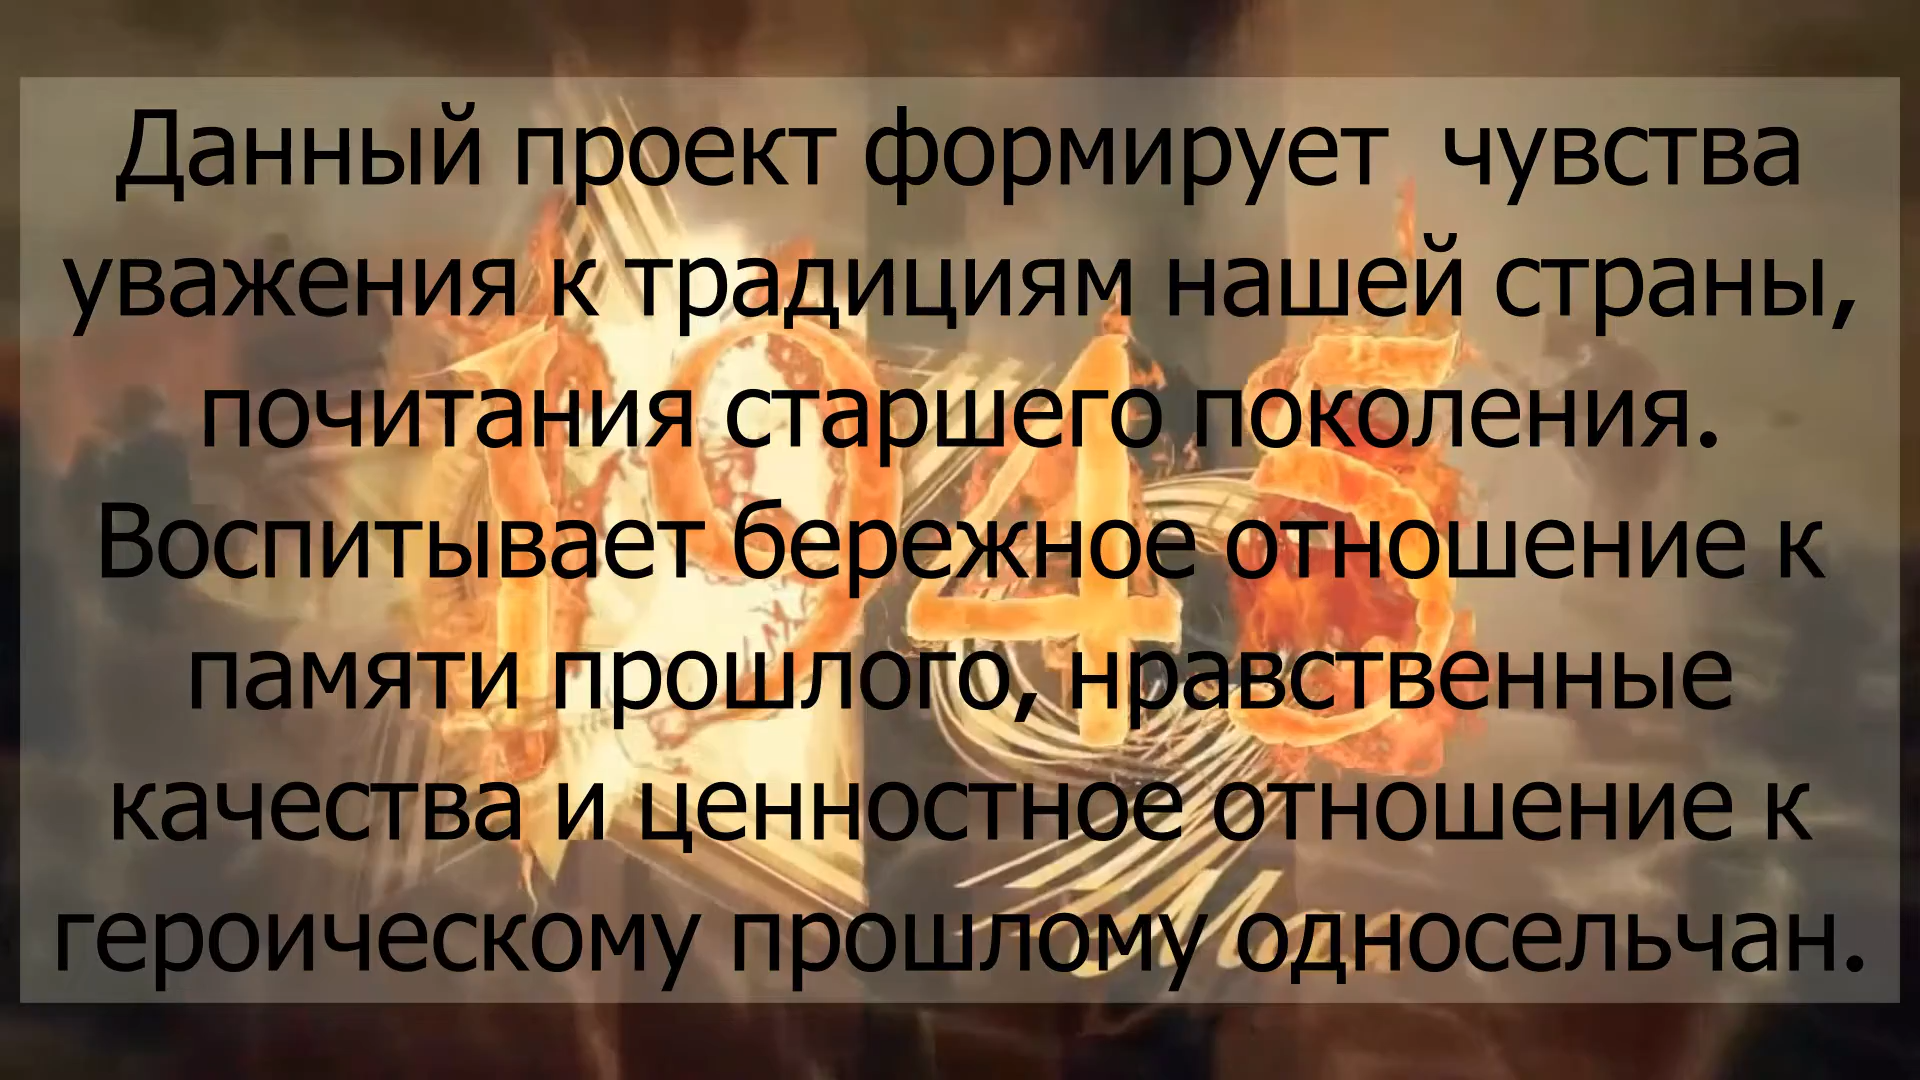 Данный проект формирует  чувства
уважения к традициям нашей страны,
почитания старшего поколения.
Воспитывает бережное отношение к
памяти прошлого, нравственные
качества и ценностное отношение к
героическому прошлому односельчан.
1945